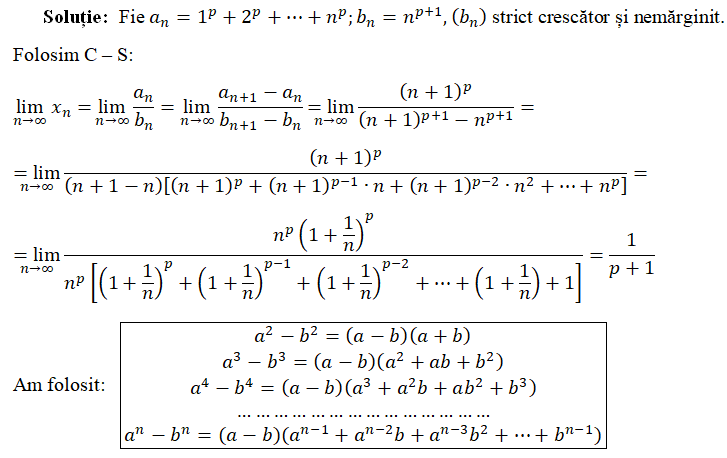 Soluție: Fie aₙ = 1ᵖ + 2ᵖ + ⋯ + nᵖ; bₙ = nᵖ⁺¹, (bₙ) strict crescător și nemărginit.
Folosim C – S:
lim_{n→∞} xₙ = lim_{n→∞} aₙ/bₙ = lim_{n→∞} (aₙ₊₁ − aₙ)/(bₙ₊₁ − bₙ) = lim_{n→∞} (n + 1)ᵖ/((n + 1)ᵖ⁺¹ − nᵖ⁺¹) =
= lim_{n→∞} (n + 1)ᵖ/((n + 1 − n)[(n + 1)ᵖ + (n + 1)ᵖ⁻¹ · n + (n + 1)ᵖ⁻² · n² + ⋯ + nᵖ]) =
= lim_{n→∞} nᵖ(1 + 1/n)ᵖ/(nᵖ[(1 + 1/n)ᵖ + (1 + 1/n)ᵖ⁻¹ + (1 + 1/n)ᵖ⁻² + ⋯ + (1 + 1/n) + 1]) = 1/(p + 1)
Am folosit:
a² − b² = (a − b)(a + b)
a³ − b³ = (a − b)(a² + ab + b²)
a⁴ − b⁴ = (a − b)(a³ + a²b + ab² + b³)
… … … … … … … … … … … … … …
aⁿ − bⁿ = (a − b)(aⁿ⁻¹ + aⁿ⁻²b + aⁿ⁻³b² + ⋯ + bⁿ⁻¹)